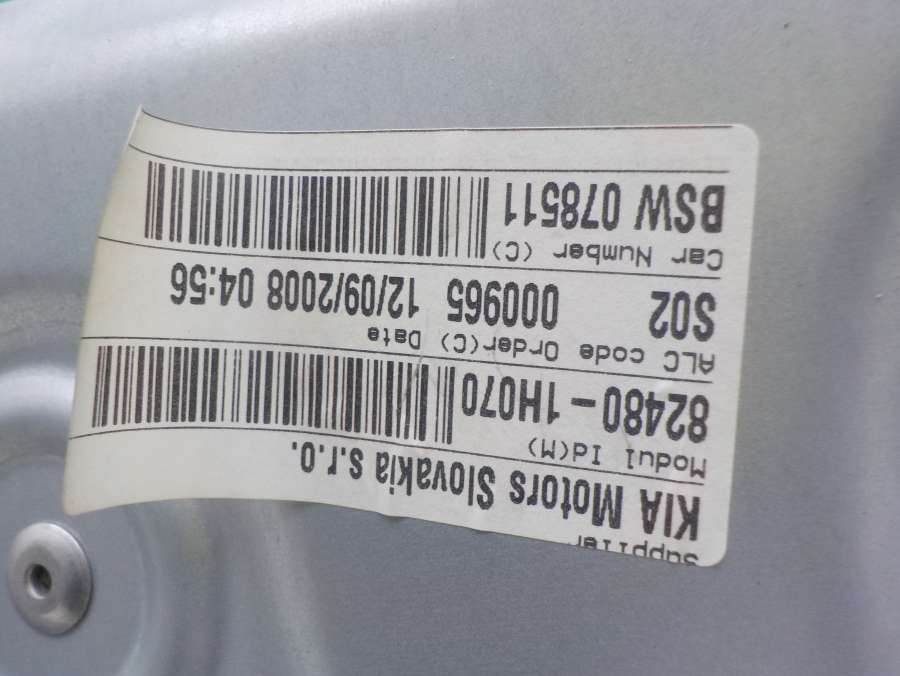 Supplier
KIA Motors Slovakia s.r.o.
Modul Id(M)
82480-1H070
ALC code Order(C) Date
S02 000965 12/09/2008 04:56
Car Number (C)
BSW 078511